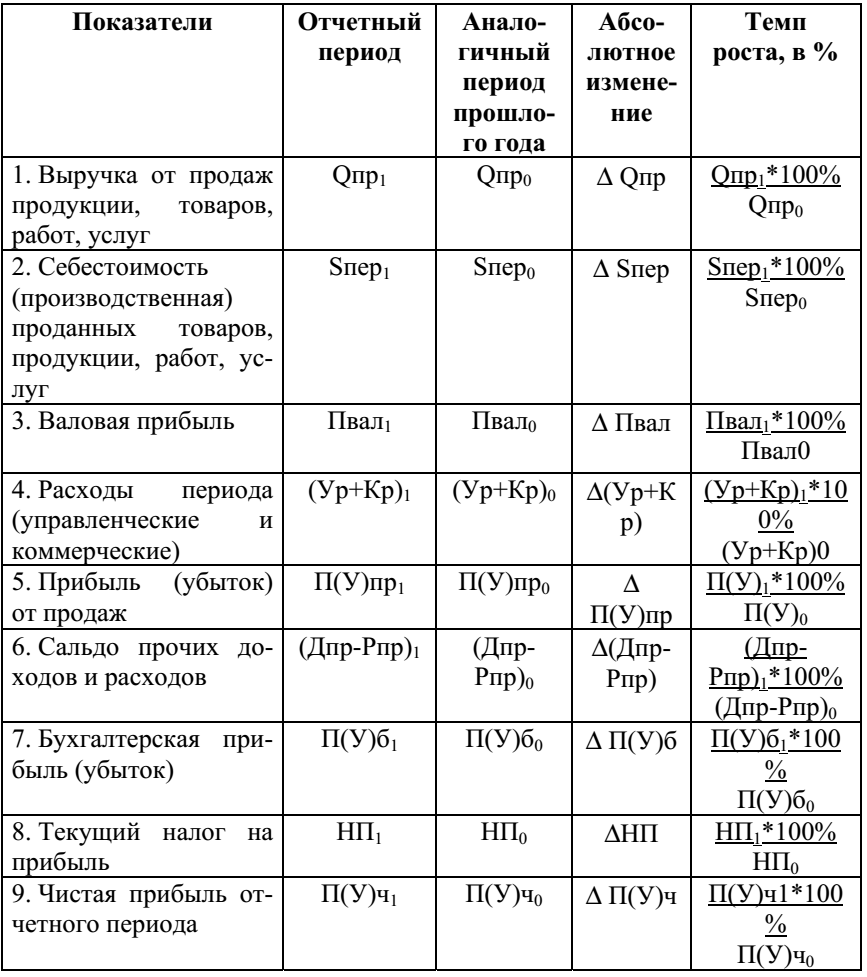 Показатели
Отчетный
период
Анало-
гичный
период
прошло-
го года
Абсо-
лютное
измене-
ние
Темп
роста, в %
1. Выручка от продаж
продукции, товаров,
работ, услуг
Qпр₁
Qпр₀
Δ Qпр
Qпр₁*100%
Qпр₀
2. Себестоимость
(производственная)
проданных товаров,
продукции, работ, ус-
луг
Sпер₁
Sпер₀
Δ Sпер
Sпер₁*100%
Sпер₀
3. Валовая прибыль
Пвал₁
Пвал₀
Δ Пвал
Пвал₁*100%
Пвал0
4. Расходы периода
(управленческие и
коммерческие)
(Ур+Кр)₁
(Ур+Кр)₀
Δ(Ур+К
р)
(Ур+Кр)₁*10
0%
(Ур+Кр)0
5. Прибыль (убыток)
от продаж
П(У)пр₁
П(У)пр₀
Δ
П(У)пр
П(У)₁*100%
П(У)₀
6. Сальдо прочих до-
ходов и расходов
(Дпр-Рпр)₁
(Дпр-
Рпр)₀
Δ(Дпр-
Рпр)
(Дпр-
Рпр)₁*100%
(Дпр-Рпр)₀
7. Бухгалтерская при-
быль (убыток)
П(У)б₁
П(У)б₀
Δ П(У)б
П(У)б₁*100
%
П(У)б₀
8. Текущий налог на
прибыль
НП₁
НП₀
ΔНП
НП₁*100%
НП₀
9. Чистая прибыль от-
четного периода
П(У)ч₁
П(У)ч₀
Δ П(У)ч
П(У)ч1*100
%
П(У)ч₀